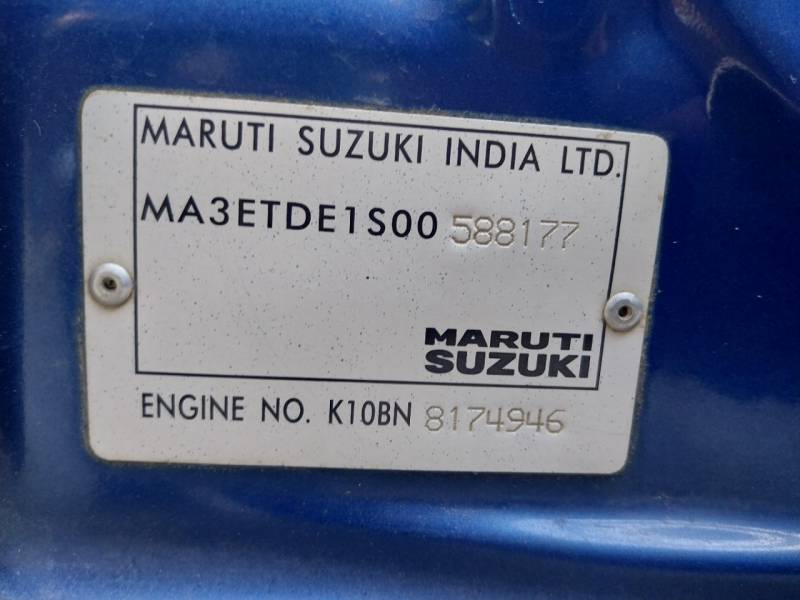 MARUTI SUZUKI INDIA LTD.
MA3ETDE1S00 588177
MARUTI
SUZUKI
ENGINE NO. K10BN 8174946